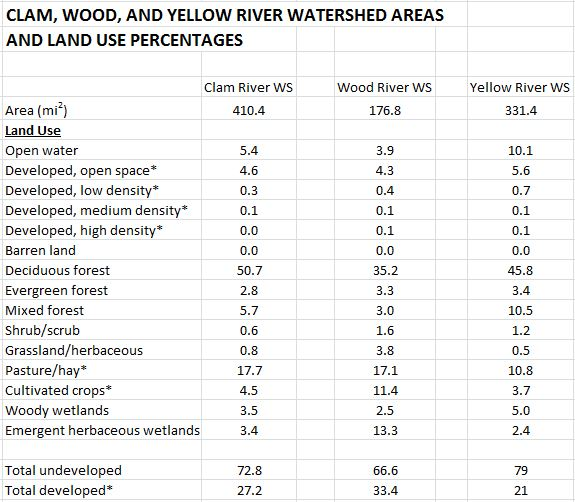 CLAM, WOOD, AND YELLOW RIVER WATERSHED AREAS
AND LAND USE PERCENTAGES
Clam River WS Wood River WS Yellow River WS
Area (mi²) 410.4 176.8 331.4
Land Use
Open water 5.4 3.9 10.1
Developed, open space* 4.6 4.3 5.6
Developed, low density* 0.3 0.4 0.7
Developed, medium density* 0.1 0.1 0.1
Developed, high density* 0.0 0.1 0.1
Barren land 0.0 0.0 0.0
Deciduous forest 50.7 35.2 45.8
Evergreen forest 2.8 3.3 3.4
Mixed forest 5.7 3.0 10.5
Shrub/scrub 0.6 1.6 1.2
Grassland/herbaceous 0.8 3.8 0.5
Pasture/hay* 17.7 17.1 10.8
Cultivated crops* 4.5 11.4 3.7
Woody wetlands 3.5 2.5 5.0
Emergent herbaceous wetlands 3.4 13.3 2.4
Total undeveloped 72.8 66.6 79
Total developed* 27.2 33.4 21